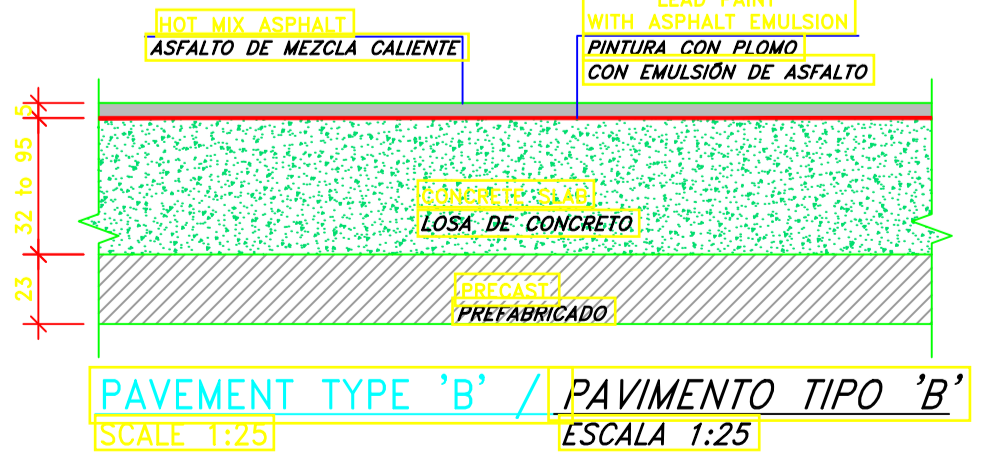 HOT MIX ASPHALT
ASFALTO DE MEZCLA CALIENTE
LEAD PAINT
WITH ASPHALT EMULSION
PINTURA CON PLOMO
CON EMULSIÓN DE ASFALTO
5
32 to 95
23
CONCRETE SLAB
LOSA DE CONCRETO
PRECAST
PREFABRICADO
PAVEMENT TYPE 'B' / PAVIMENTO TIPO 'B'
SCALE 1:25
ESCALA 1:25